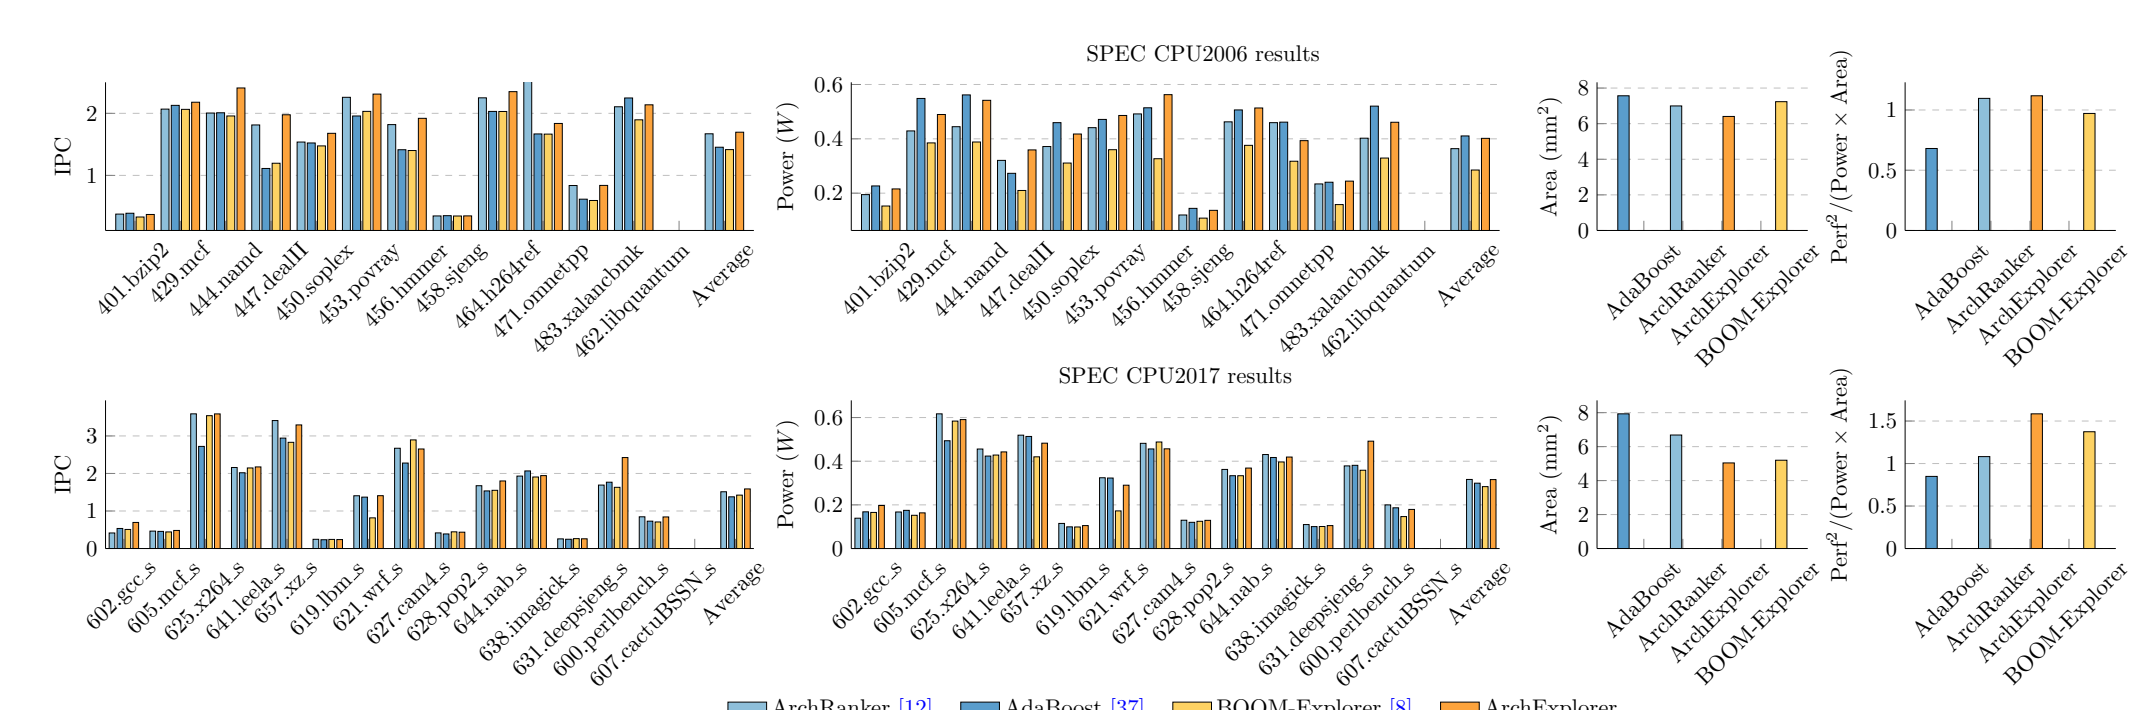 SPEC CPU2006 results
IPC
1
2
401.bzip2
429.mcf
444.namd
447.dealII
450.soplex
453.povray
456.hmmer
458.sjeng
464.h264ref
471.omnetpp
483.xalancbmk
462.libquantum
Average
Power (W)
0.2
0.4
0.6
401.bzip2
429.mcf
444.namd
447.dealII
450.soplex
453.povray
456.hmmer
458.sjeng
464.h264ref
471.omnetpp
483.xalancbmk
462.libquantum
Average
Area (mm²)
0
2
4
6
8
AdaBoost
ArchRanker
ArchExplorer
BOOM-Explorer
Perf²/(Power × Area)
0
0.5
1
AdaBoost
ArchRanker
ArchExplorer
BOOM-Explorer
SPEC CPU2017 results
IPC
0
1
2
3
602.gcc_s
605.mcf_s
625.x264_s
641.leela_s
657.xz_s
619.lbm_s
621.wrf_s
627.cam4_s
628.pop2_s
644.nab_s
638.imagick_s
631.deepsjeng_s
600.perlbench_s
607.cactuBSSN_s
Average
Power (W)
0
0.2
0.4
0.6
602.gcc_s
605.mcf_s
625.x264_s
641.leela_s
657.xz_s
619.lbm_s
621.wrf_s
627.cam4_s
628.pop2_s
644.nab_s
638.imagick_s
631.deepsjeng_s
600.perlbench_s
607.cactuBSSN_s
Average
Area (mm²)
0
2
4
6
8
AdaBoost
ArchRanker
ArchExplorer
BOOM-Explorer
Perf²/(Power × Area)
0
0.5
1
1.5
AdaBoost
ArchRanker
ArchExplorer
BOOM-Explorer
ArchRanker [12] AdaBoost [37] BOOM-Explorer [8] ArchExplorer